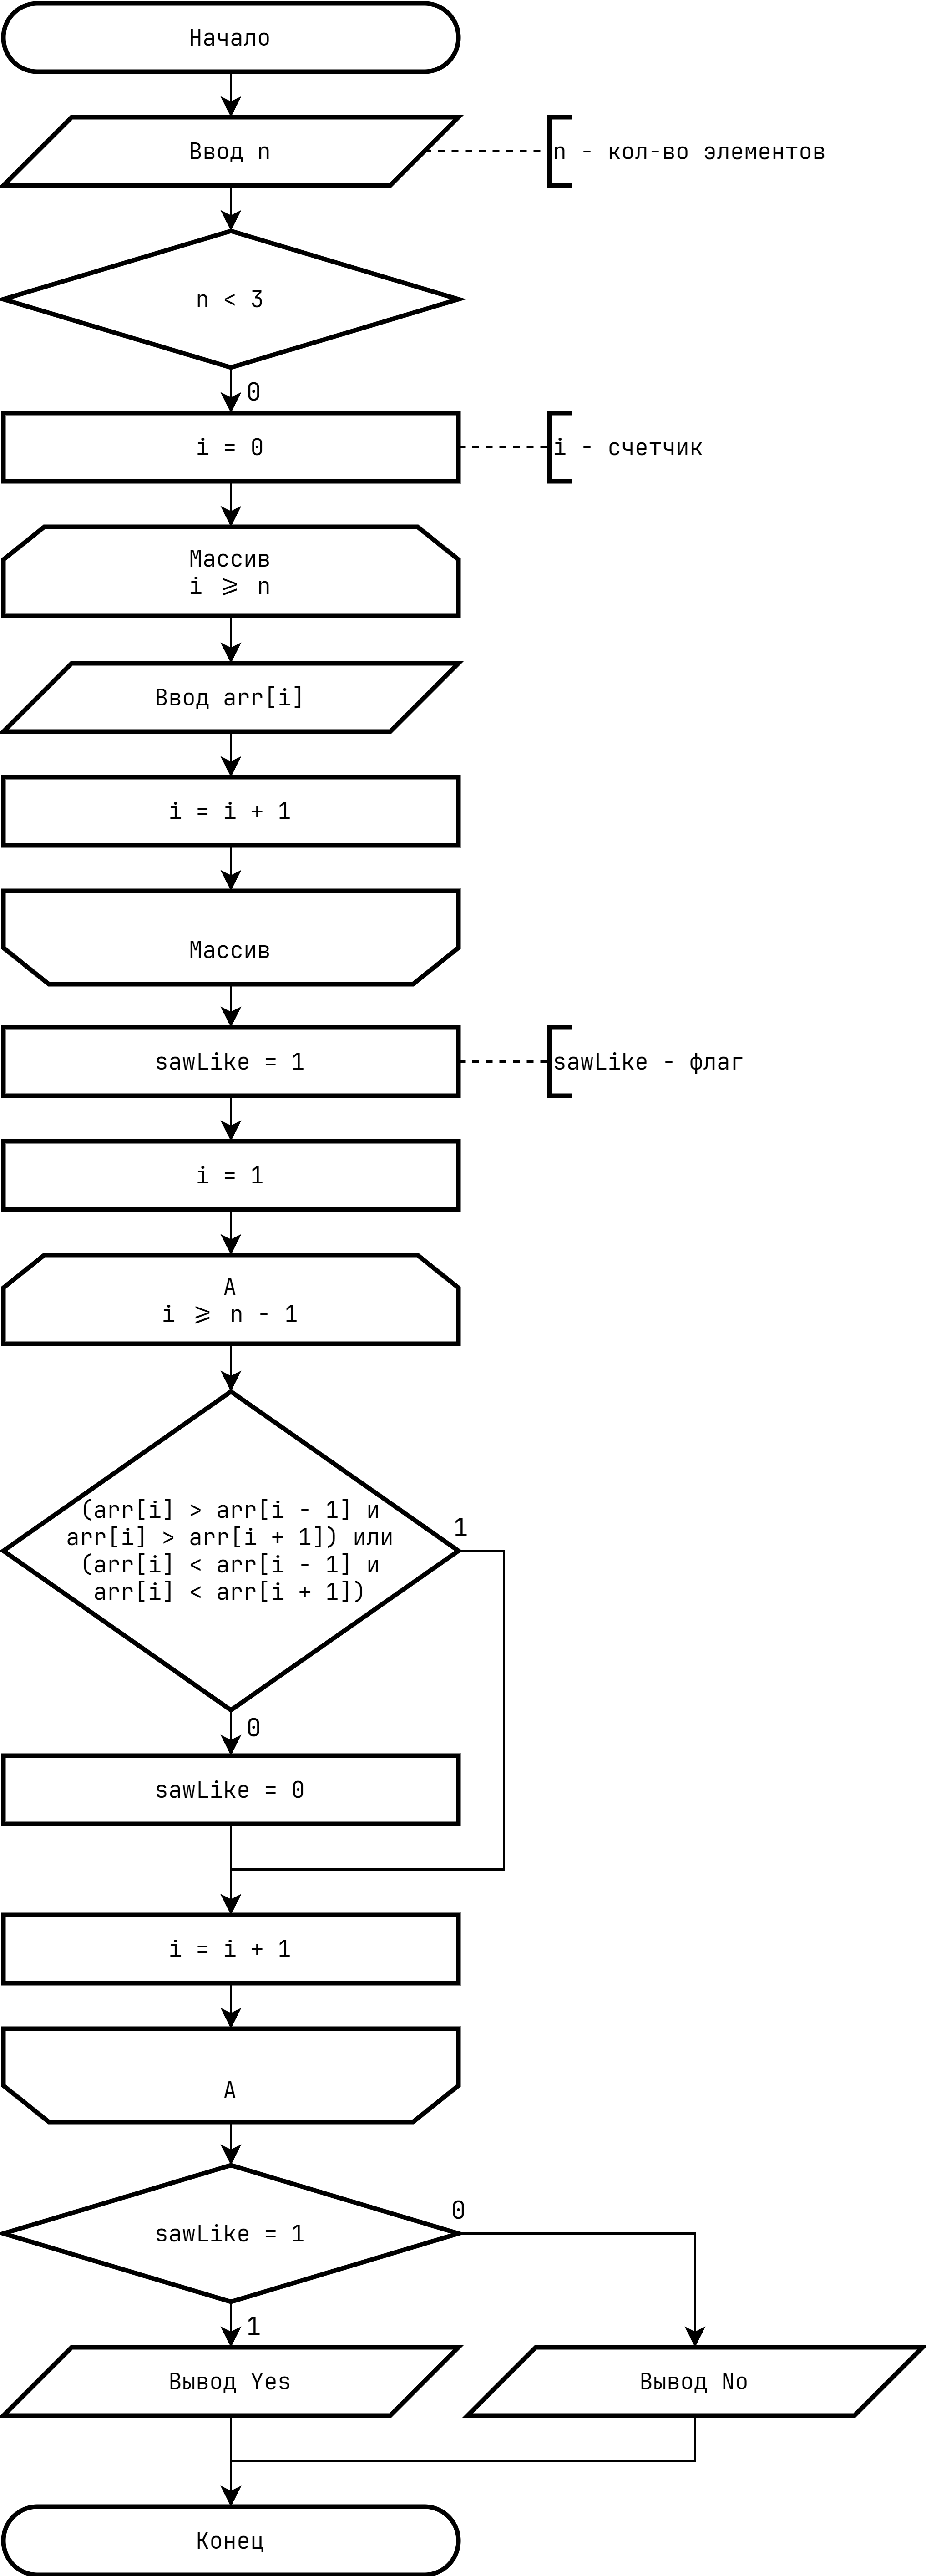 Начало
Ввод n
n - кол-во элементов
n < 3
0
i = 0
i - счетчик
Массив
i ⩾ n
Ввод arr[i]
i = i + 1
Массив
sawLike = 1
sawLike - флаг
i = 1
A
i ⩾ n - 1
(arr[i] > arr[i - 1] и
arr[i] > arr[i + 1]) или
(arr[i] < arr[i - 1] и
arr[i] < arr[i + 1])
1
0
sawLike = 0
i = i + 1
A
sawLike = 1
0
1
Вывод Yes
Вывод No
Конец